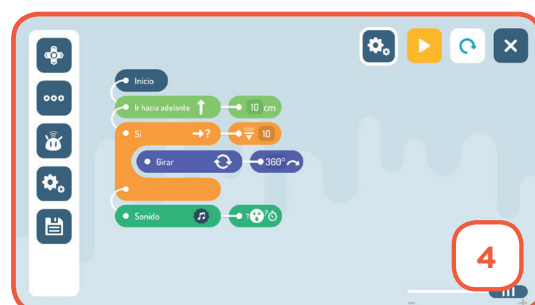 Inicio
Ir hacia adelante 10 cm
Si →? 10
Girar 360°
Sonido
4